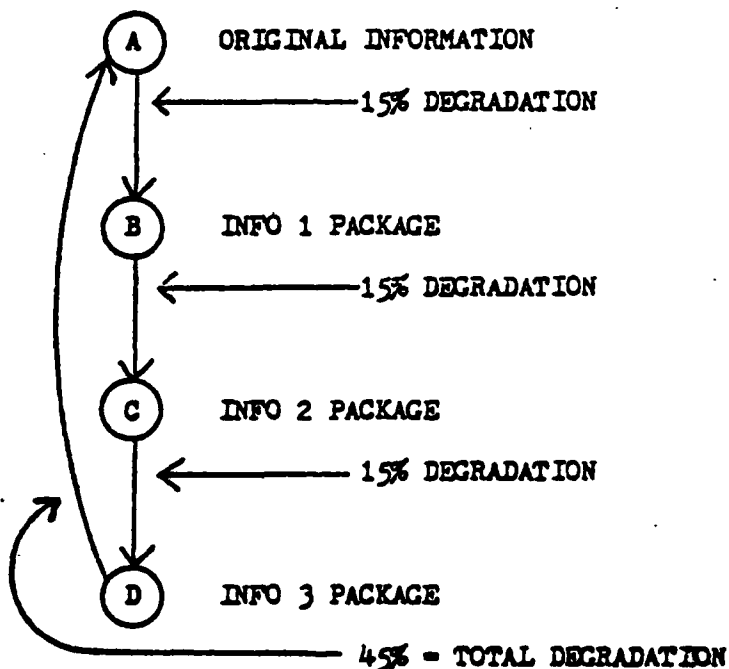 A ORIGINAL INFORMATION
15% DEGRADATION
B INFO 1 PACKAGE
15% DEGRADATION
C INFO 2 PACKAGE
15% DEGRADATION
D INFO 3 PACKAGE
45% = TOTAL DEGRADATION